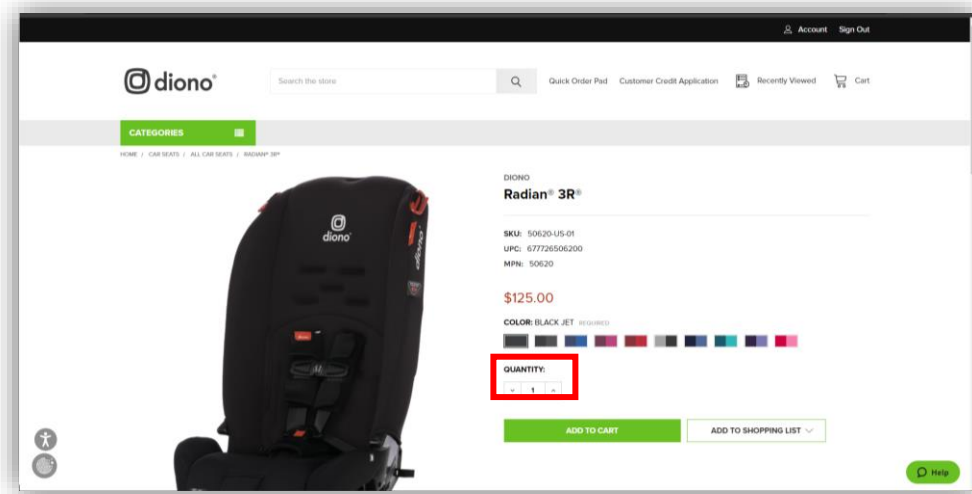 Account Sign Out
diono®
Search the store
Quick Order Pad Customer Credit Application Recently Viewed Cart
CATEGORIES
HOME / CAR SEATS / ALL CAR SEATS / RADIAN® 3R®
DIONO
Radian® 3R®
diono®
diono®
SKU: 50620-US-01
UPC: 677726506200
MPN: 50620
$125.00
COLOR: BLACK JET REQUIRED
QUANTITY:
1
ADD TO CART
ADD TO SHOPPING LIST
Help